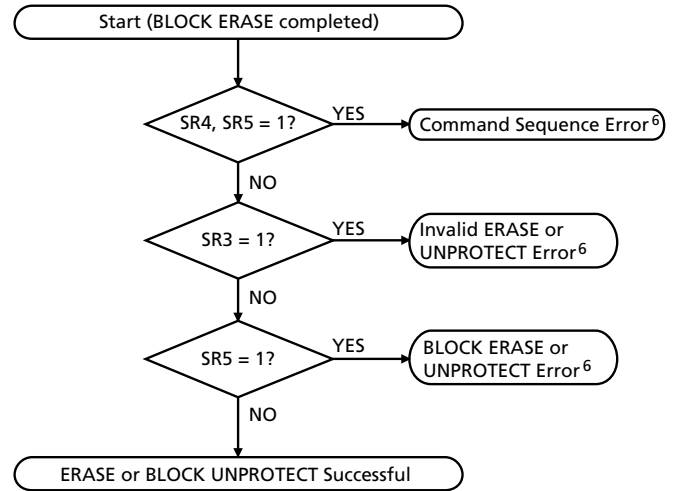 Start (BLOCK ERASE completed)
SR4, SR5 = 1?
YES
Command Sequence Error6
NO
SR3 = 1?
YES
Invalid ERASE or
UNPROTECT Error6
NO
SR5 = 1?
YES
BLOCK ERASE or
UNPROTECT Error6
NO
ERASE or BLOCK UNPROTECT Successful